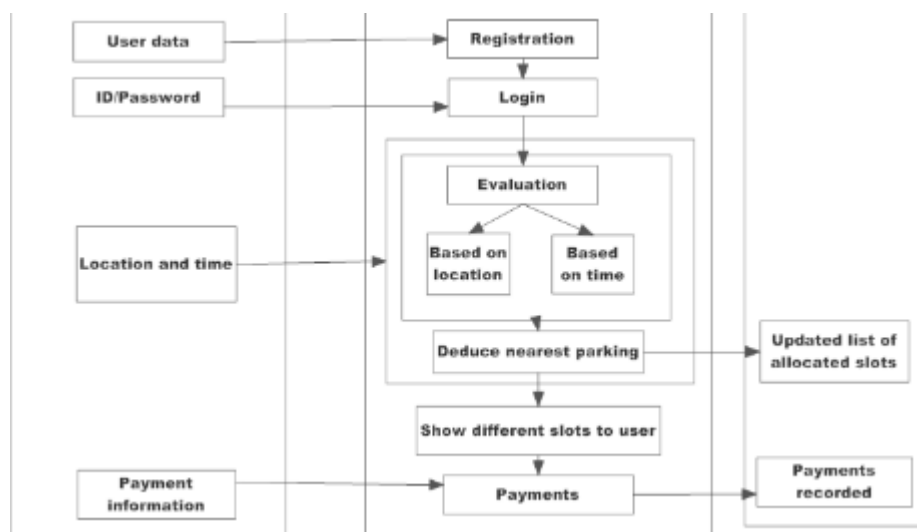 User data
Registration
ID/Password
Login
Evaluation
Location and time
Based on
location
Based
on time
Deduce nearest parking
Updated list of
allocated slots
Show different slots to user
Payment
information
Payments
Payments
recorded